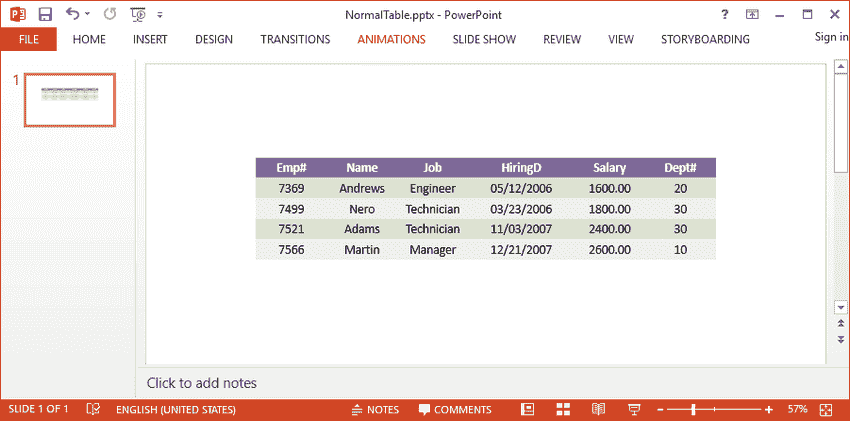 NormalTable.pptx - PowerPoint
FILE HOME INSERT DESIGN TRANSITIONS ANIMATIONS SLIDE SHOW REVIEW VIEW STORYBOARDING Sign in
1
Emp# Name Job HiringD Salary Dept#
7369 Andrews Engineer 05/12/2006 1600.00 20
7499 Nero Technician 03/23/2006 1800.00 30
7521 Adams Technician 11/03/2007 2400.00 30
7566 Martin Manager 12/21/2007 2600.00 10
Click to add notes
SLIDE 1 OF 1 ENGLISH (UNITED STATES) NOTES COMMENTS 57%